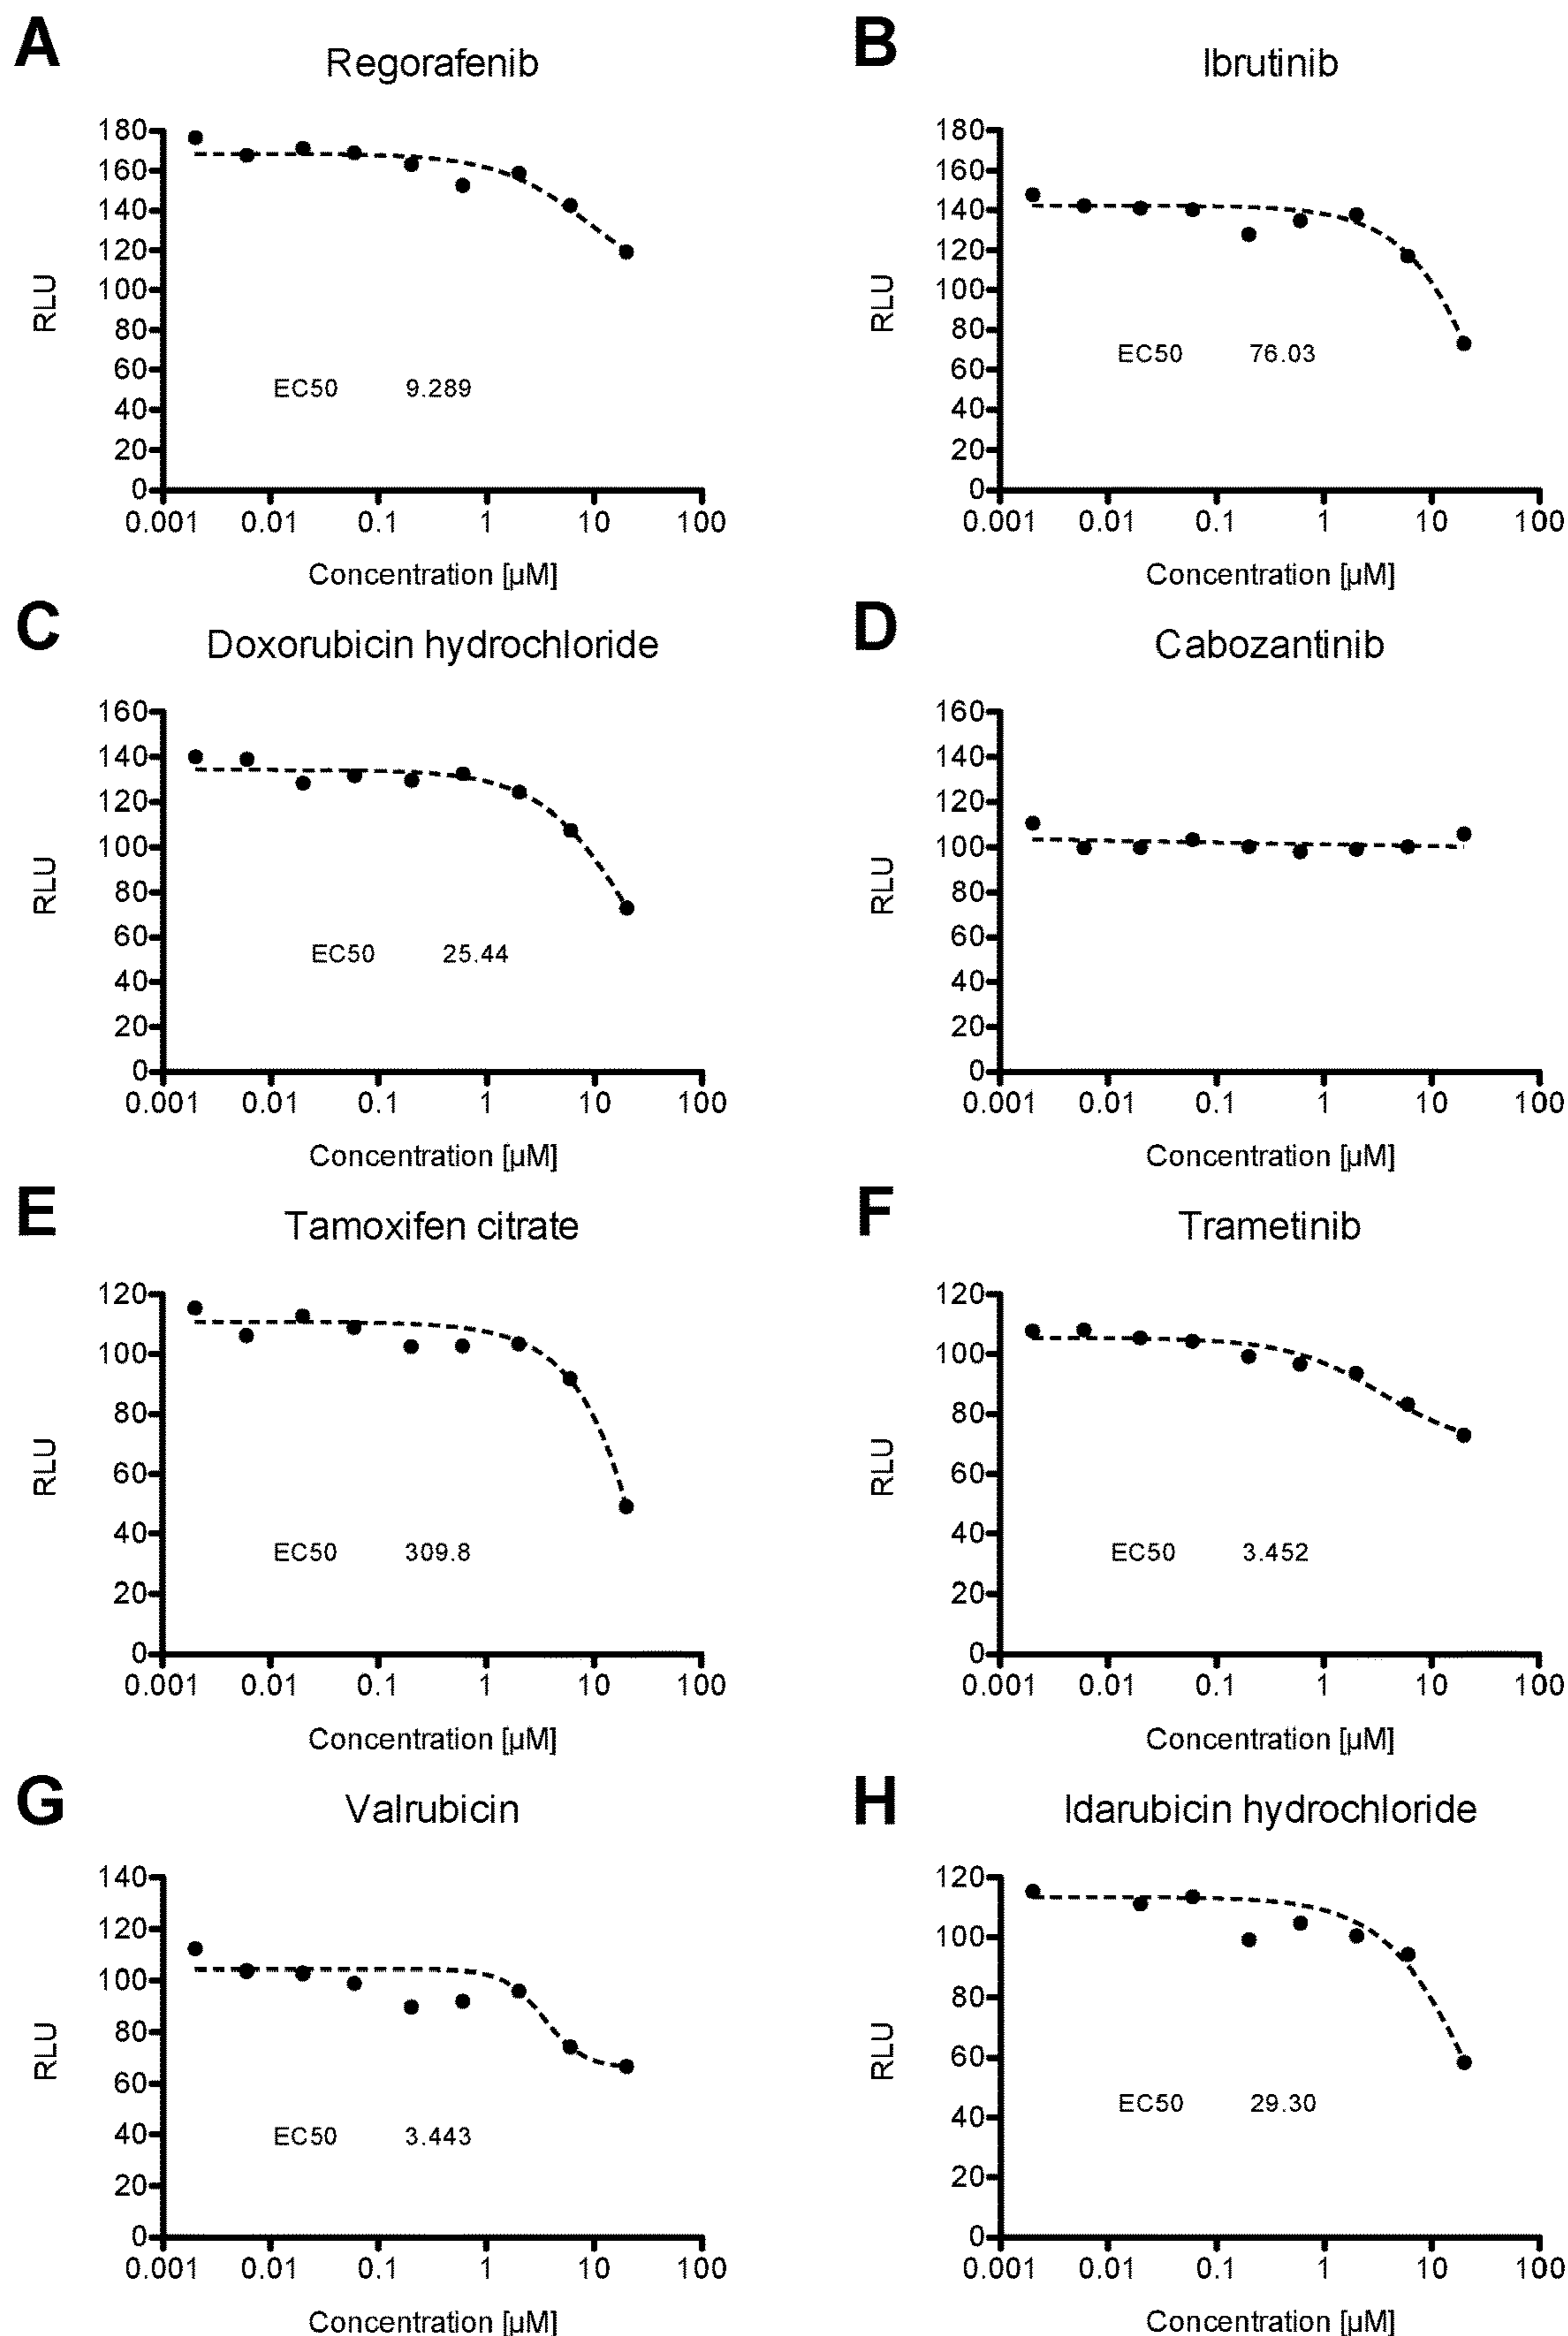 A
Regorafenib
180
160
140
120
100
80
60
40
20
0
RLU
EC50 9.289
0.001 0.01 0.1 1 10 100
Concentration [µM]
B
Ibrutinib
180
160
140
120
100
80
60
40
20
0
RLU
EC50 76.03
0.001 0.01 0.1 1 10 100
Concentration [µM]
C
Doxorubicin hydrochloride
160
140
120
100
80
60
40
20
0
RLU
EC50 25.44
0.001 0.01 0.1 1 10 100
Concentration [µM]
D
Cabozantinib
160
140
120
100
80
60
40
20
0
RLU
0.001 0.01 0.1 1 10 100
Concentration [µM]
E
Tamoxifen citrate
120
100
80
60
40
20
0
RLU
EC50 309.8
0.001 0.01 0.1 1 10 100
Concentration [µM]
F
Trametinib
120
100
80
60
40
20
0
RLU
EC50 3.452
0.001 0.01 0.1 1 10 100
Concentration [µM]
G
Valrubicin
140
120
100
80
60
40
20
0
RLU
EC50 3.443
0.001 0.01 0.1 1 10 100
Concentration [µM]
H
Idarubicin hydrochloride
120
100
80
60
40
20
0
RLU
EC50 29.30
0.001 0.01 0.1 1 10 100
Concentration [µM]